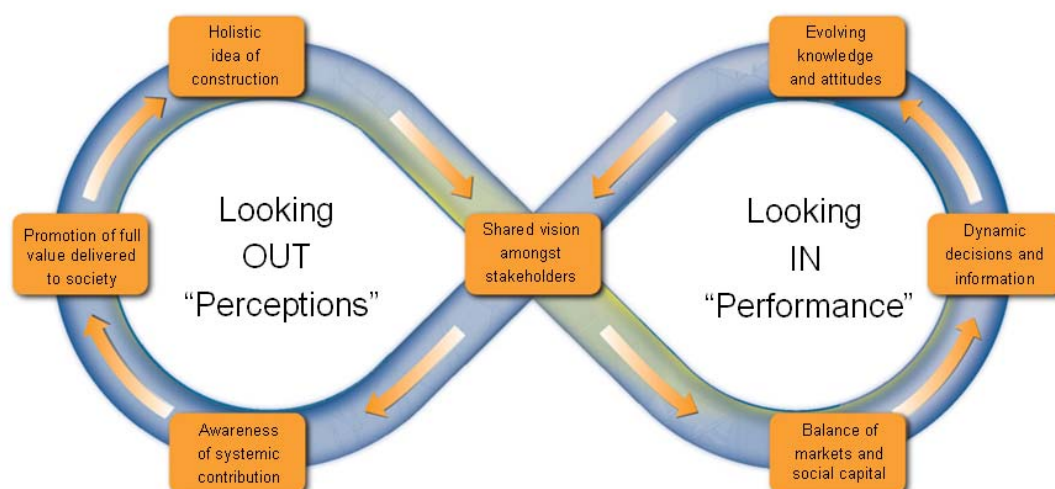 Holistic
idea of
construction
Evolving
knowledge
and attitudes
Looking
OUT
“Perceptions”
Looking
IN
“Performance”
Promotion of full
value delivered
to society
Shared vision
amongst
stakeholders
Dynamic
decisions and
information
Awareness
of systemic
contribution
Balance of
markets and
social capital